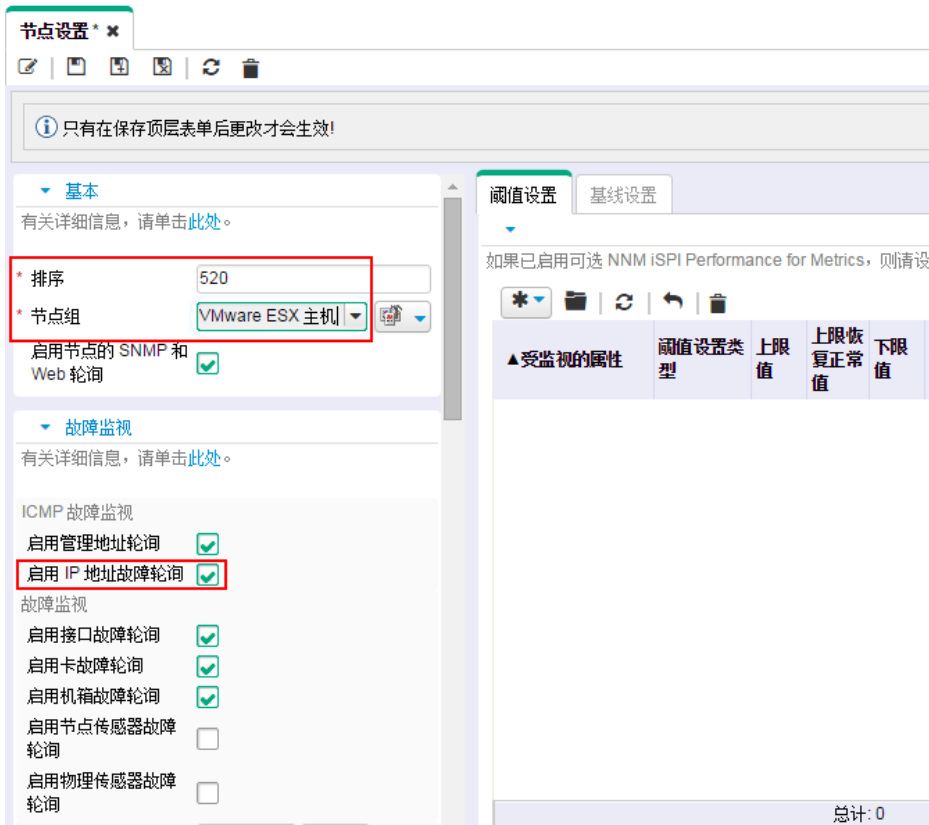 节点设置*
只有在保存顶层表单后更改才会生效!
基本
有关详细信息，请单击此处。
* 排序 520
* 节点组 VMware ESX 主机
启用节点的 SNMP 和
Web 轮询
故障监视
有关详细信息，请单击此处。
ICMP 故障监视
启用管理地址轮询
启用 IP 地址故障轮询
故障监视
启用接口故障轮询
启用卡故障轮询
启用机箱故障轮询
启用节点传感器故障
轮询
启用物理传感器故障
轮询
阈值设置 基线设置
如果已启用可选 NNM iSPI Performance for Metrics，则请设
▲受监视的属性 阈值设置类型 上限值 上限恢复正常值 下限值
总计: 0